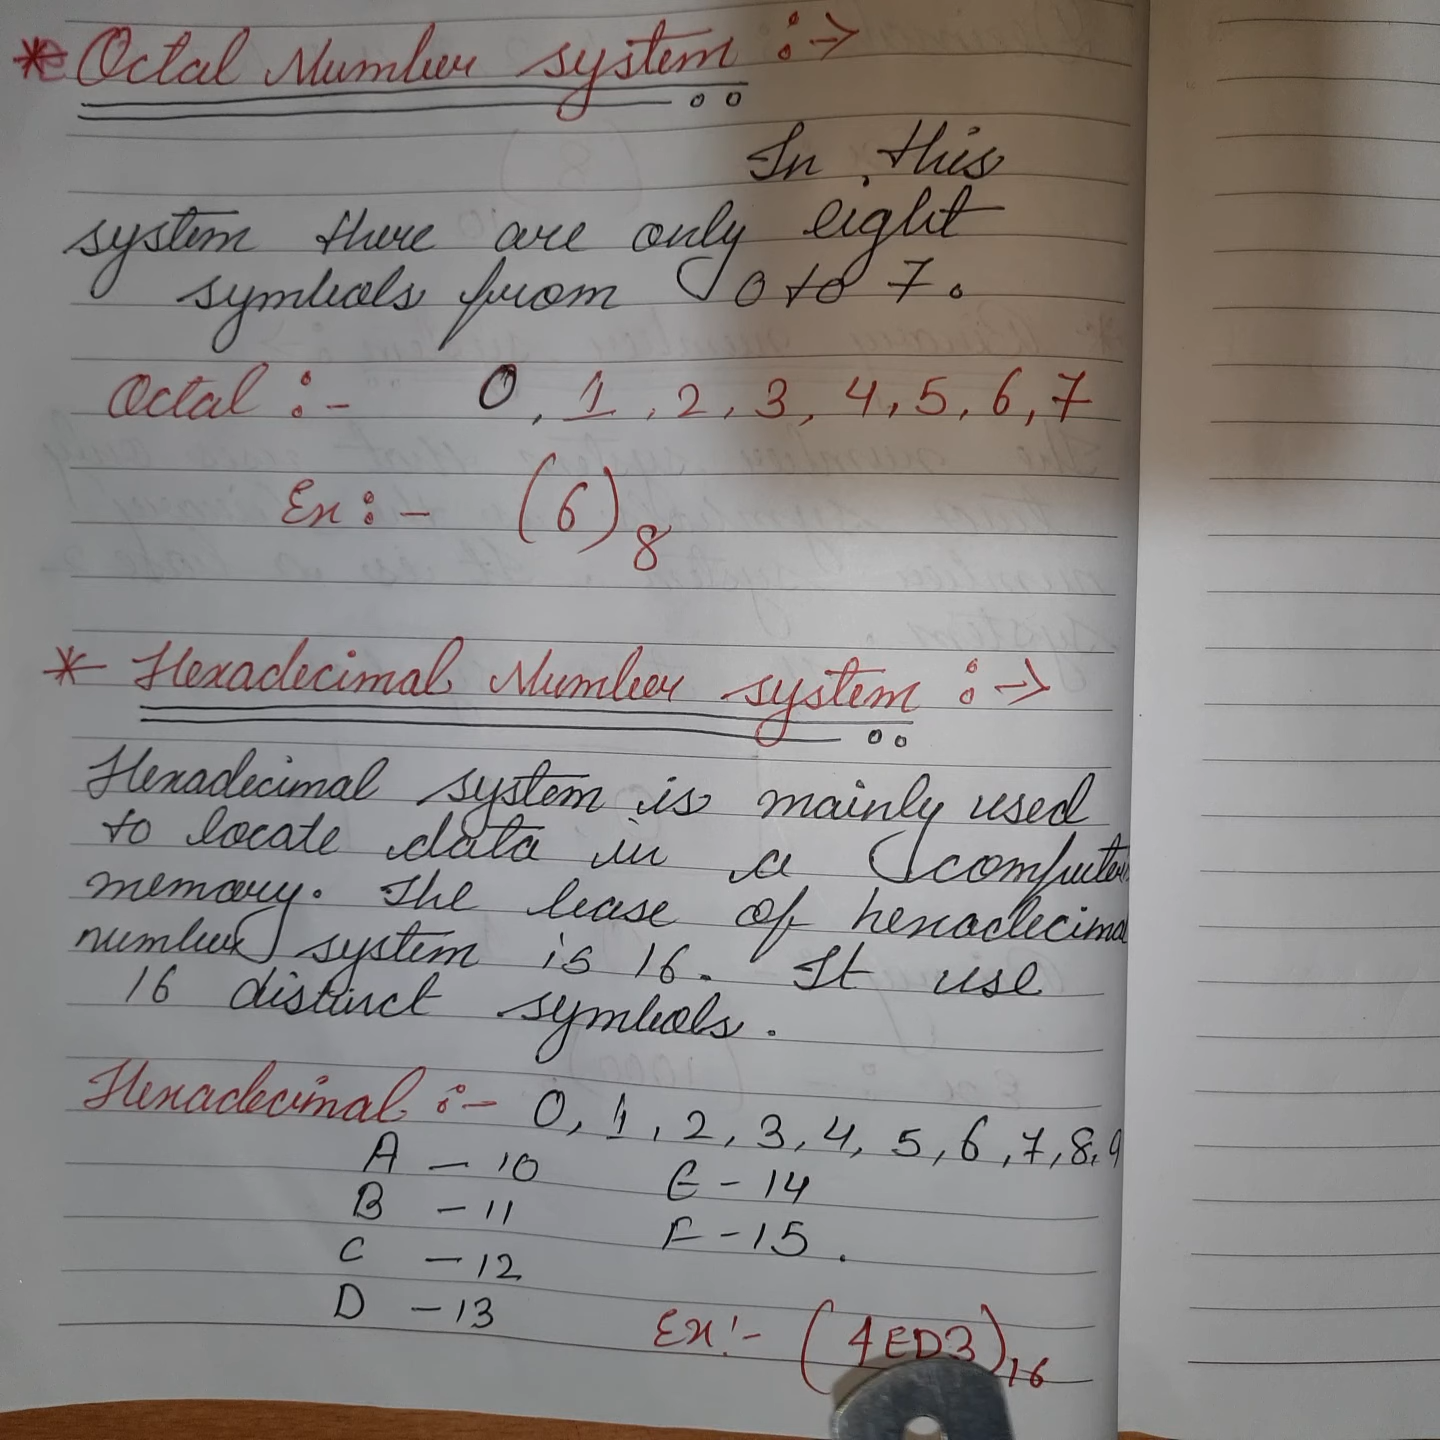 * Octal Number system :->
In this
system there are only eight
symbols from 0 to 7.
Octal :- 0, 1, 2, 3, 4, 5, 6, 7
Ex :- (6)8
* Hexadecimal Number system :->
Hexadecimal system is mainly used
to locate data in a computer
memory. The base of hexadecimal
number system is 16. It use
16 distinct symbols.
Hexadecimal :- 0, 1, 2, 3, 4, 5, 6, 7, 8, 9
A - 10 E - 14
B - 11 F - 15.
C - 12
D - 13
Ex :- (4ED3)16